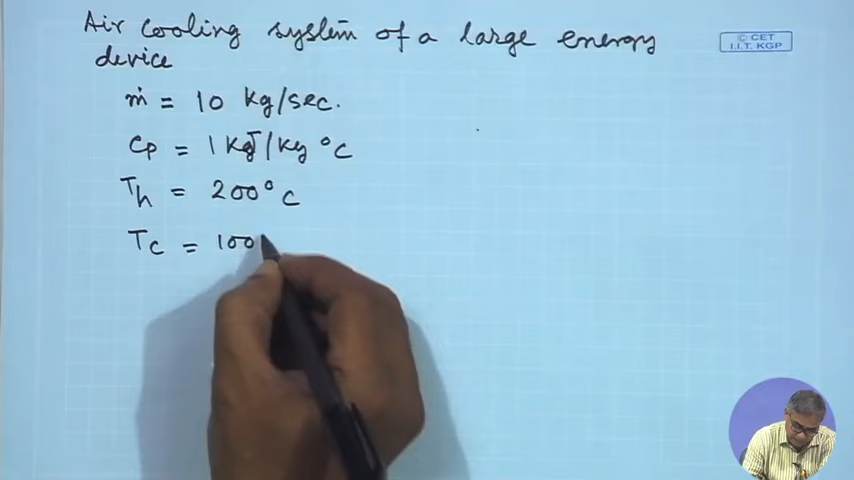 Air cooling system of a large energy
device
© CET
I.I.T. KGP
ṁ = 10 kg/sec.
Cp = 1 KgJ/Kg °C
Th = 200° C
Tc = 100